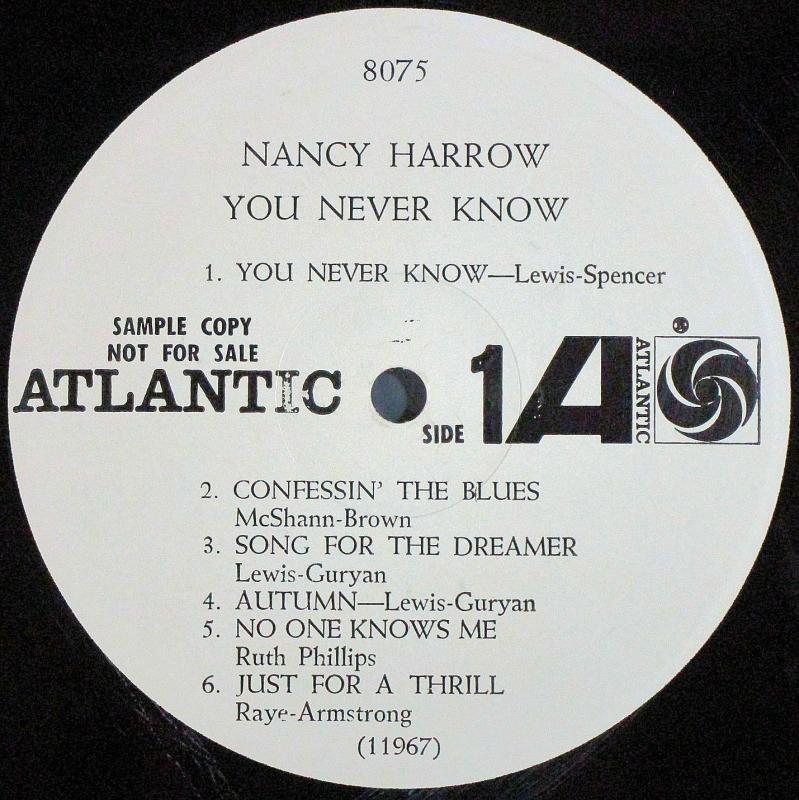 8075
NANCY HARROW
YOU NEVER KNOW
1. YOU NEVER KNOW—Lewis-Spencer
SAMPLE COPY
NOT FOR SALE
ATLANTIC
SIDE 1
A ATLANTIC
2. CONFESSIN' THE BLUES
McShann-Brown
3. SONG FOR THE DREAMER
Lewis-Guryan
4. AUTUMN—Lewis-Guryan
5. NO ONE KNOWS ME
Ruth Phillips
6. JUST FOR A THRILL
Raye-Armstrong
(11967)